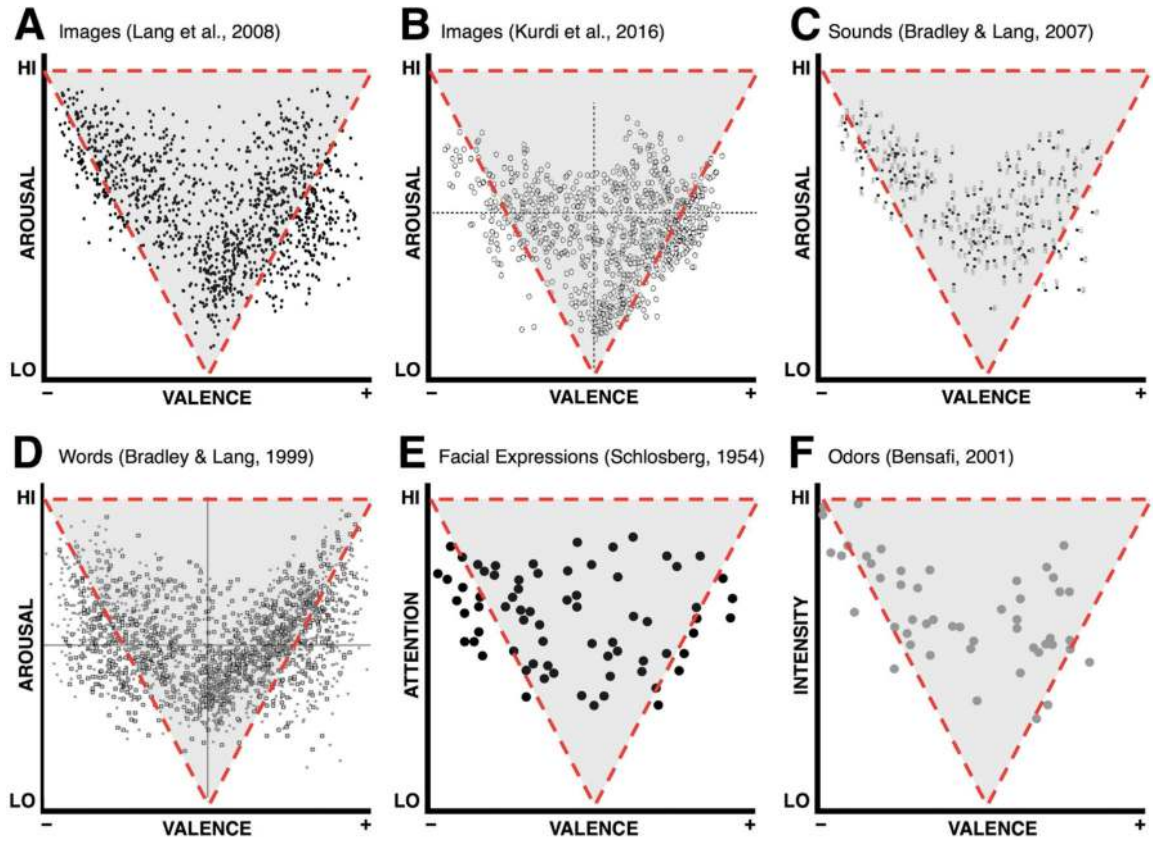 A Images (Lang et al., 2008)
HI
AROUSAL
LO
– VALENCE +
B Images (Kurdi et al., 2016)
HI
AROUSAL
LO
– VALENCE +
C Sounds (Bradley & Lang, 2007)
HI
AROUSAL
LO
– VALENCE +
D Words (Bradley & Lang, 1999)
HI
AROUSAL
LO
– VALENCE +
E Facial Expressions (Schlosberg, 1954)
HI
ATTENTION
LO
– VALENCE +
F Odors (Bensafi, 2001)
HI
INTENSITY
LO
– VALENCE +